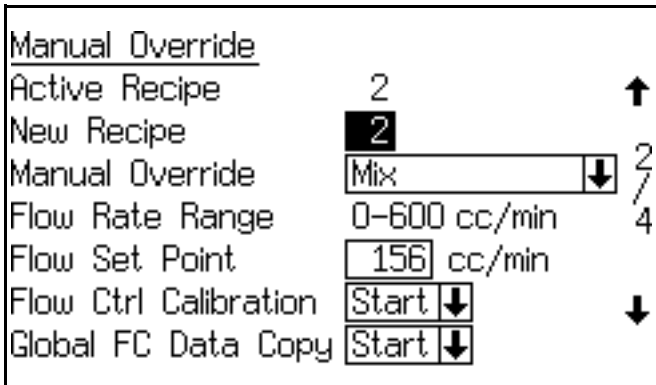 Manual Override
Active Recipe 2
New Recipe 2
Manual Override Mix
Flow Rate Range 0-600 cc/min
Flow Set Point 156 cc/min
Flow Ctrl Calibration Start
Global FC Data Copy Start
2/4